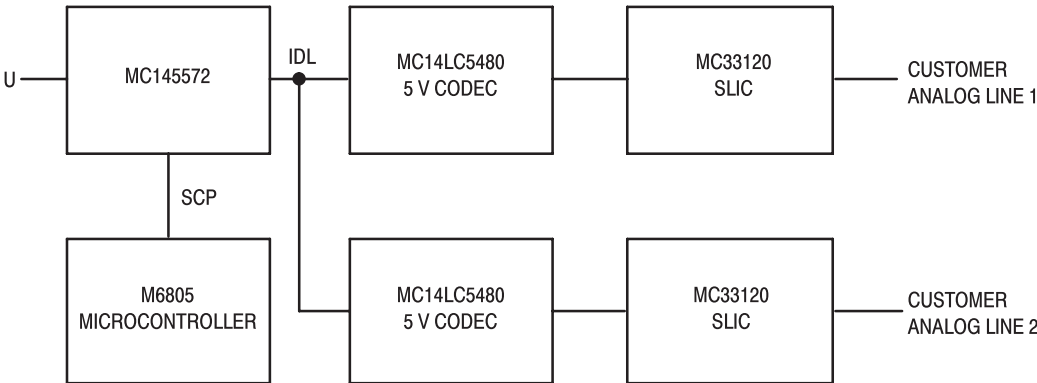 U
MC145572
IDL
MC14LC5480
5 V CODEC
MC33120
SLIC
CUSTOMER
ANALOG LINE 1
SCP
M6805
MICROCONTROLLER
MC14LC5480
5 V CODEC
MC33120
SLIC
CUSTOMER
ANALOG LINE 2